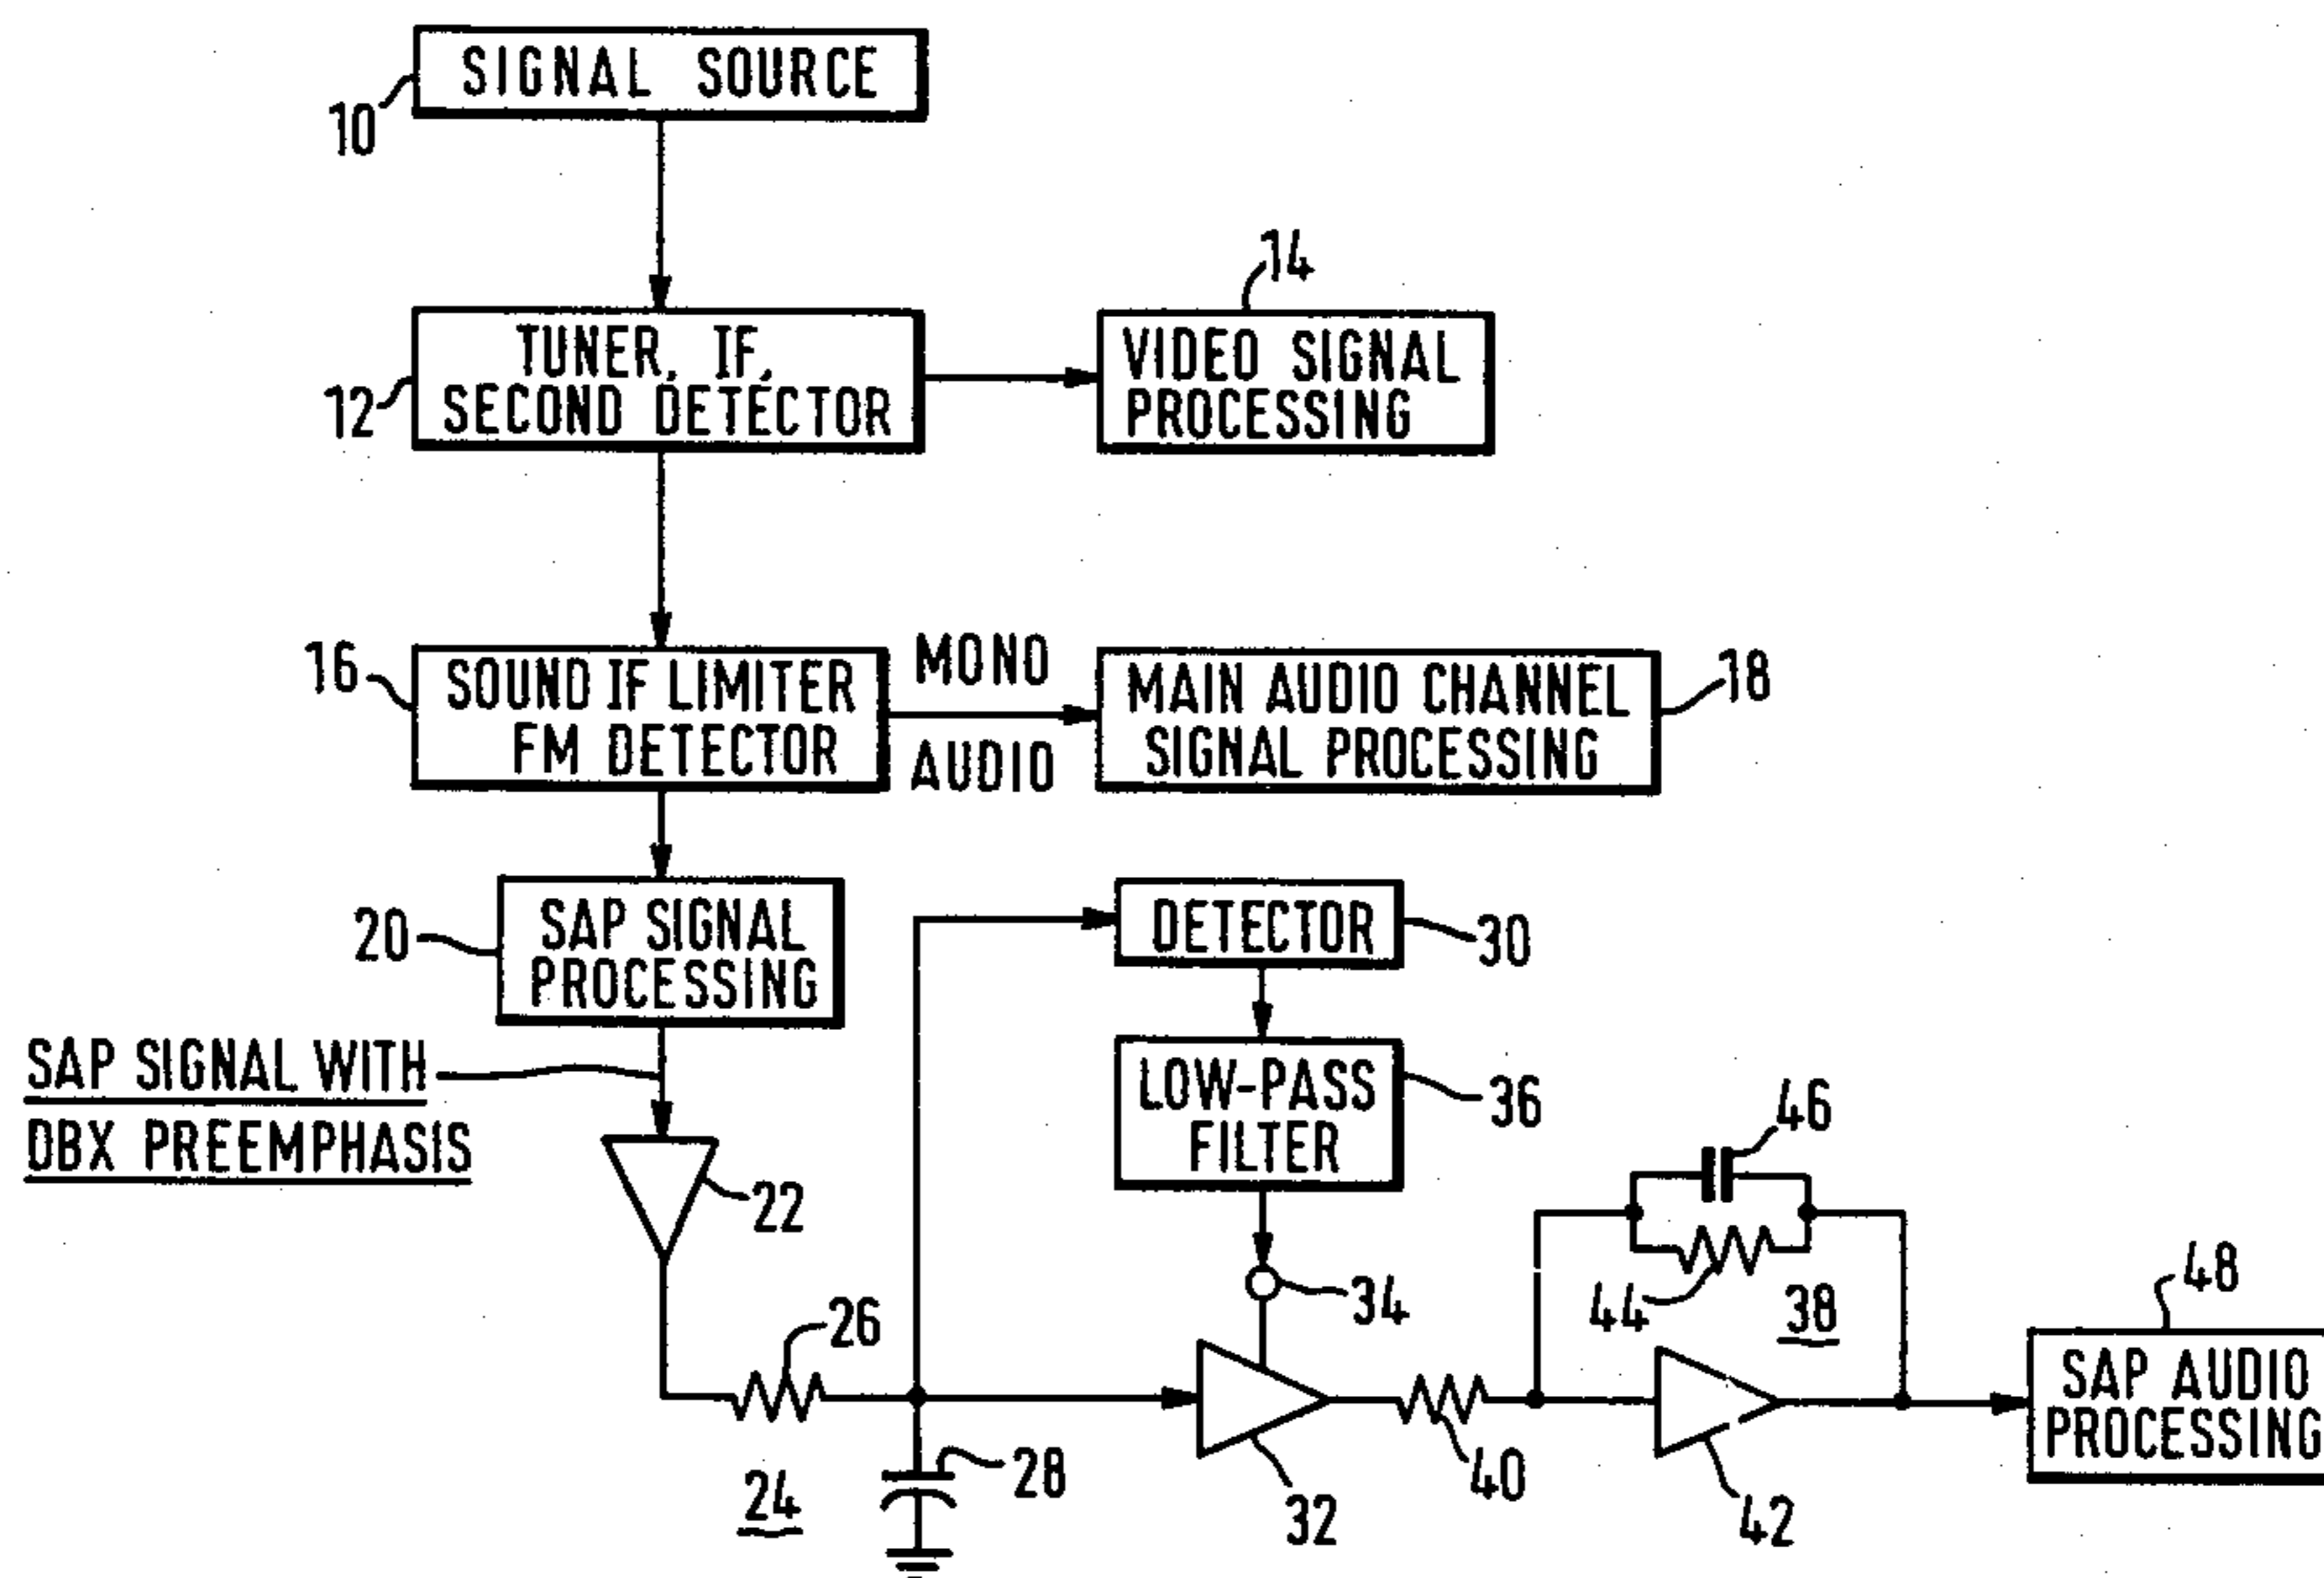 SIGNAL SOURCE
10
14
TUNER, IF,
SECOND DETECTOR
12
VIDEO SIGNAL
PROCESSING
16
SOUND IF LIMITER
FM DETECTOR
MONO
AUDIO
MAIN AUDIO CHANNEL
SIGNAL PROCESSING
18
20
SAP SIGNAL
PROCESSING
DETECTOR
30
SAP SIGNAL WITH
DBX PREEMPHASIS
LOW-PASS
FILTER
36
46
22
34
44
38
48
26
SAP AUDIO
PROCESSING
24
28
32
40
42